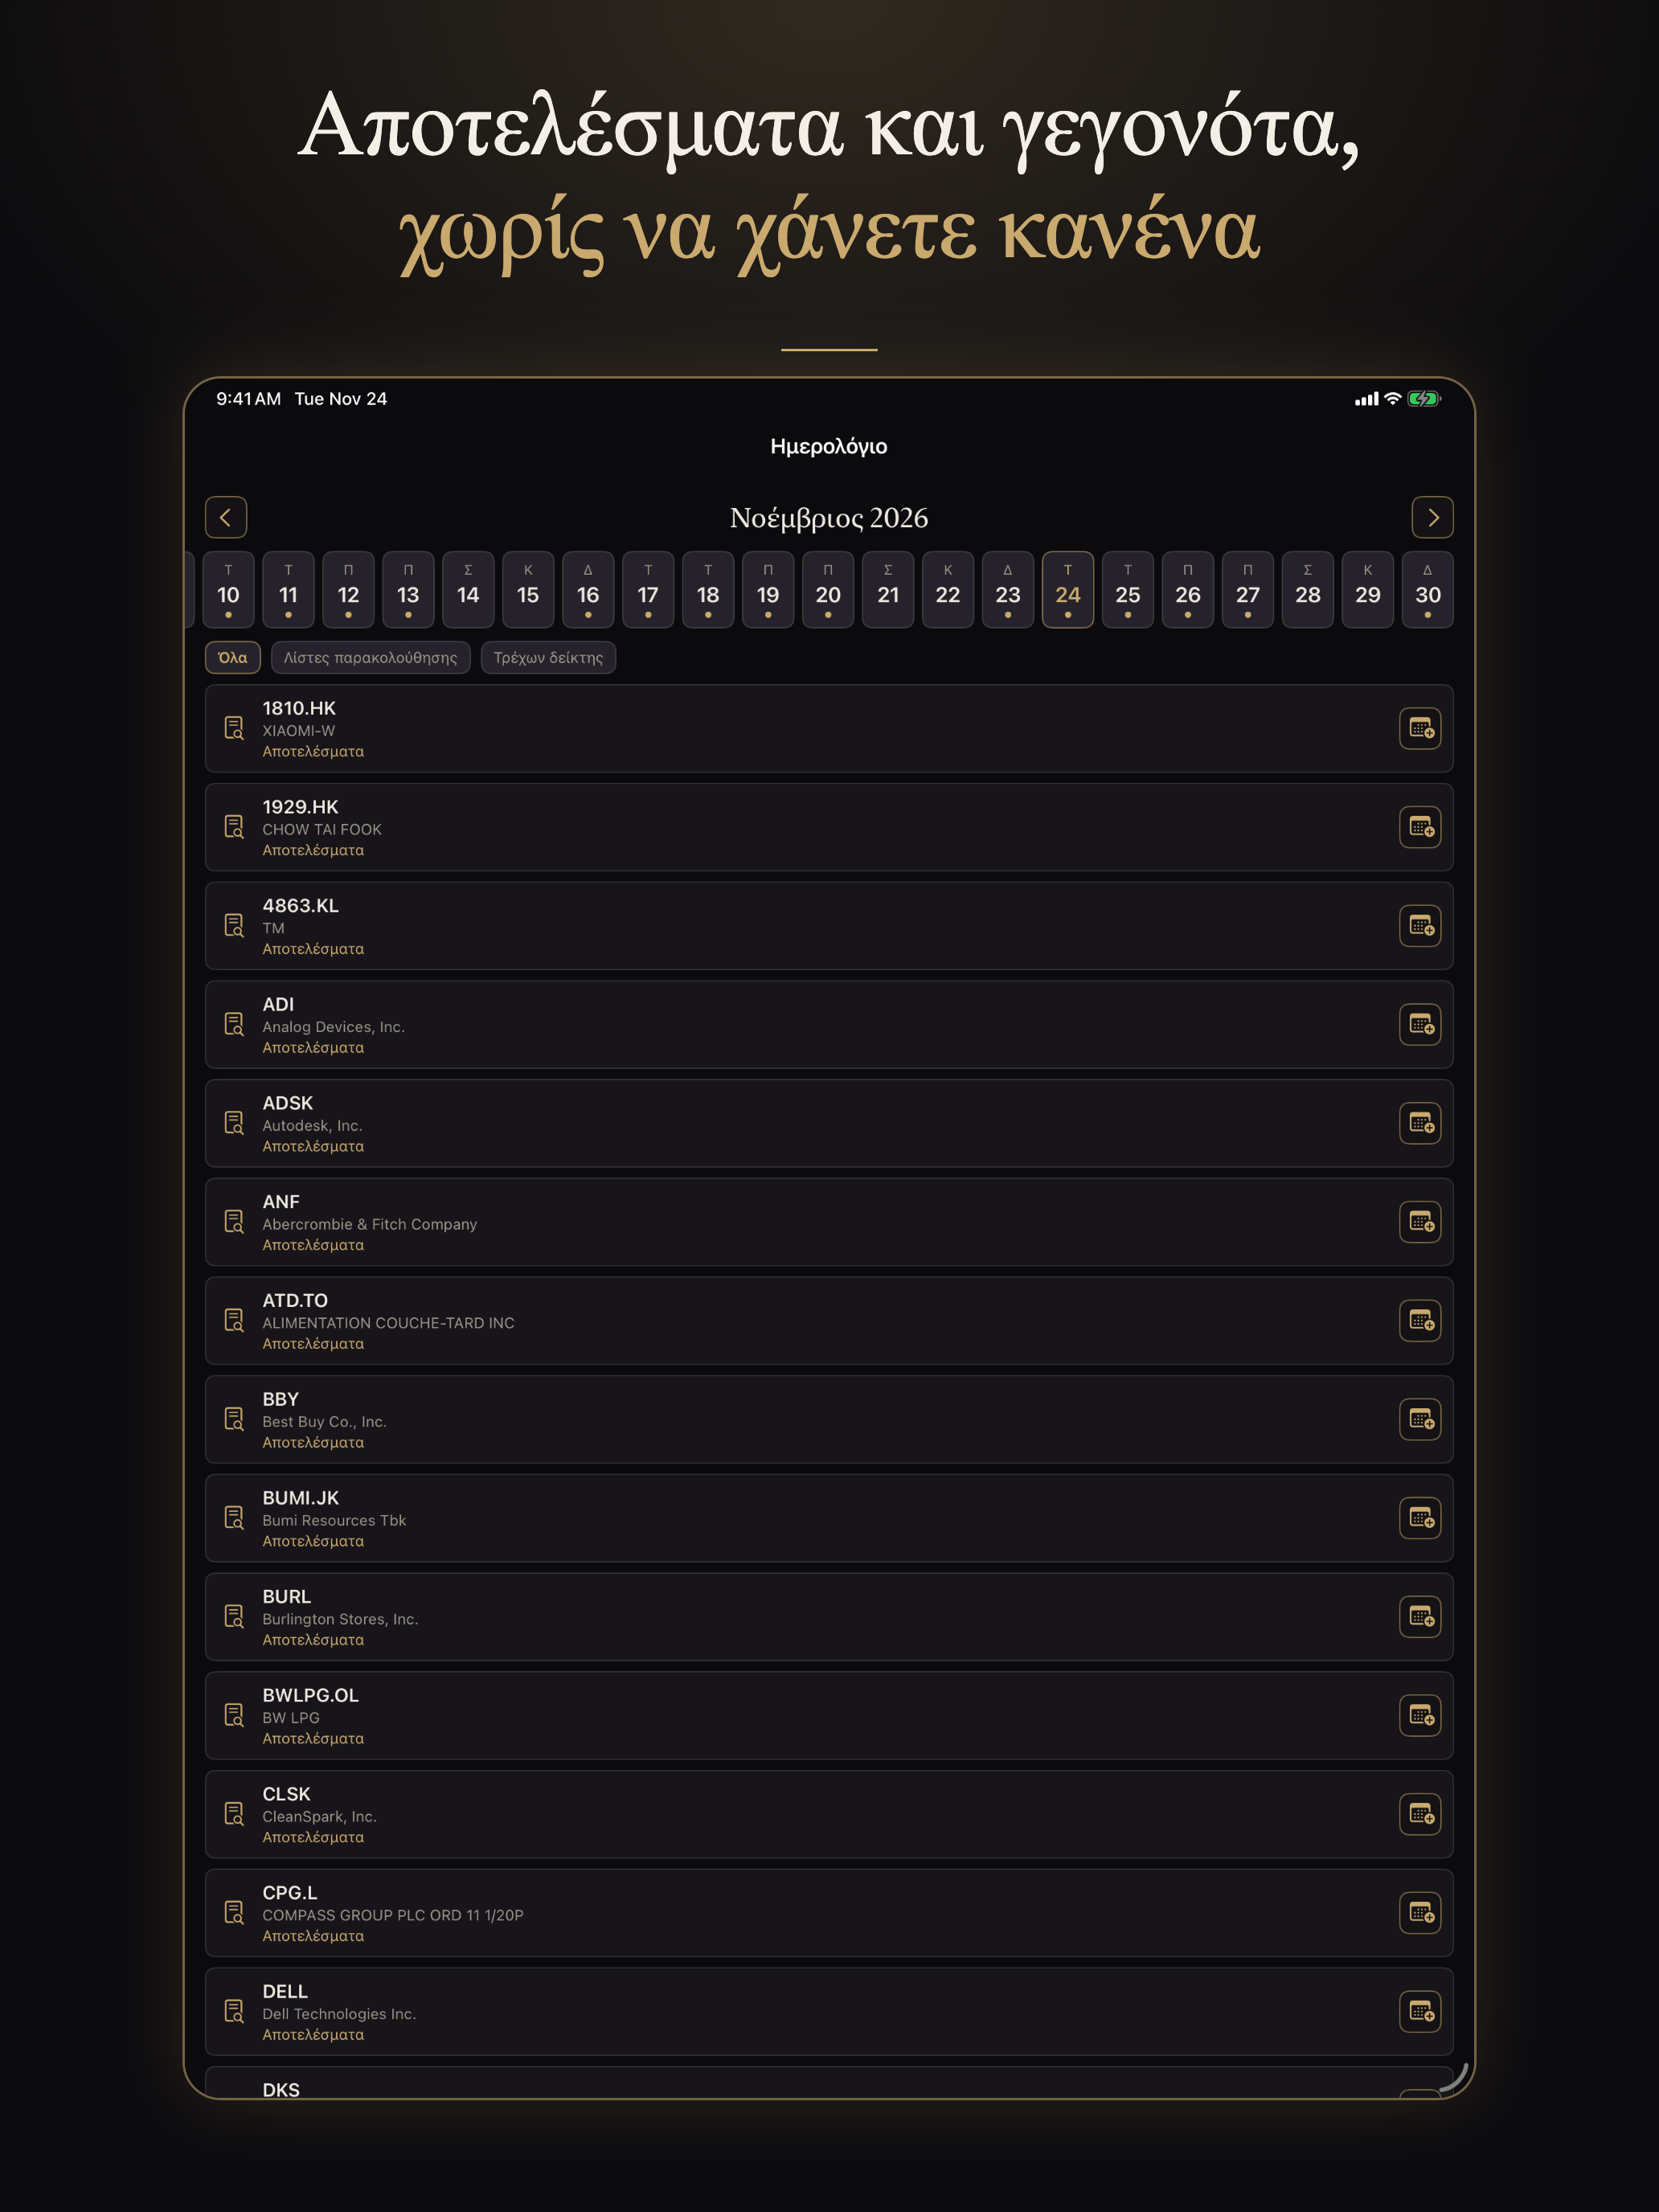 Αποτελέσματα και γεγονότα,
χωρίς να χάνετε κανένα
9:41 AM Tue Nov 24
Ημερολόγιο
Νοέμβριος 2026
Τ Τ Π Π Σ Κ Δ Τ Τ Π Π Σ Κ Δ Τ Τ Π Π Σ Κ Δ
10 11 12 13 14 15 16 17 18 19 20 21 22 23 24 25 26 27 28 29 30
Όλα Λίστες παρακολούθησης Τρέχων δείκτης
1810.HK
XIAOMI-W
Αποτελέσματα
1929.HK
CHOW TAI FOOK
Αποτελέσματα
4863.KL
TM
Αποτελέσματα
ADI
Analog Devices, Inc.
Αποτελέσματα
ADSK
Autodesk, Inc.
Αποτελέσματα
ANF
Abercrombie & Fitch Company
Αποτελέσματα
ATD.TO
ALIMENTATION COUCHE-TARD INC
Αποτελέσματα
BBY
Best Buy Co., Inc.
Αποτελέσματα
BUMI.JK
Bumi Resources Tbk
Αποτελέσματα
BURL
Burlington Stores, Inc.
Αποτελέσματα
BWLPG.OL
BW LPG
Αποτελέσματα
CLSK
CleanSpark, Inc.
Αποτελέσματα
CPG.L
COMPASS GROUP PLC ORD 11 1/20P
Αποτελέσματα
DELL
Dell Technologies Inc.
Αποτελέσματα
DKS